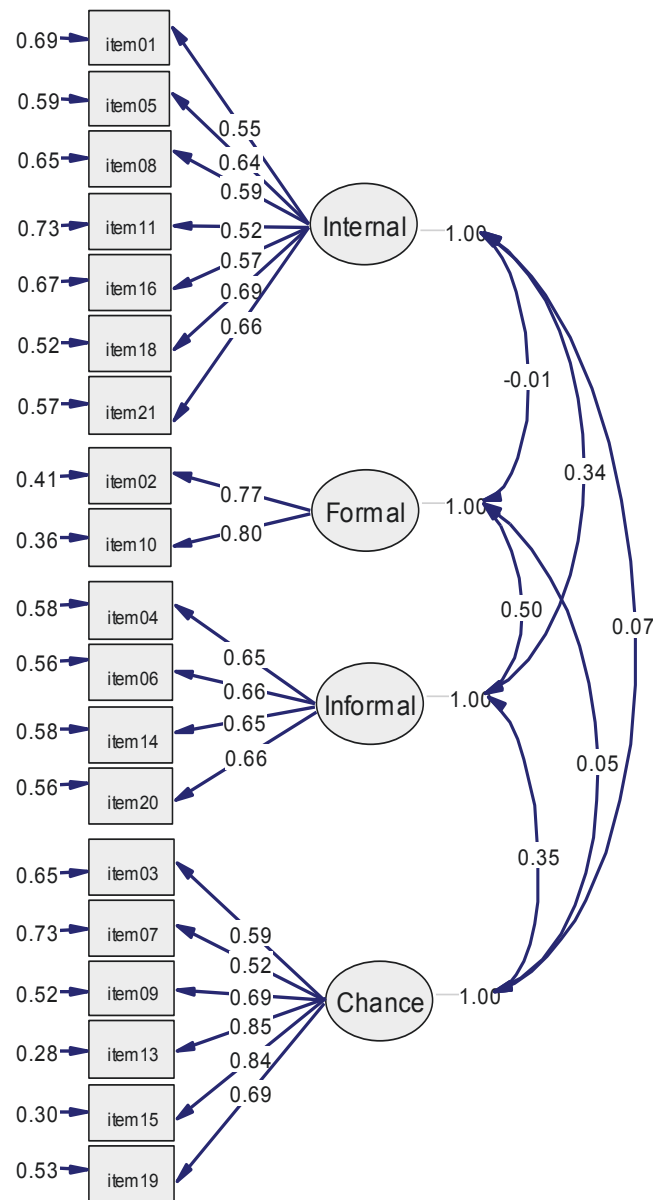 0.69 item01
0.59 item05
0.55
0.64
0.65 item08
0.59
0.73 item11
0.52
Internal 1.00
0.57
0.67 item16
0.69
0.52 item18
0.66
0.57 item21
-0.01
0.34
0.41 item02
0.77
Formal 1.00
0.36 item10
0.80
0.58 item04
0.50
0.07
0.65
0.56 item06
0.66
Informal 1.00
0.58 item14
0.65
0.66
0.05
0.56 item20
0.35
0.65 item03
0.73 item07
0.59
0.52
0.52 item09
0.69
Chance 1.00
0.85
0.28 item13
0.84
0.30 item15
0.69
0.53 item19